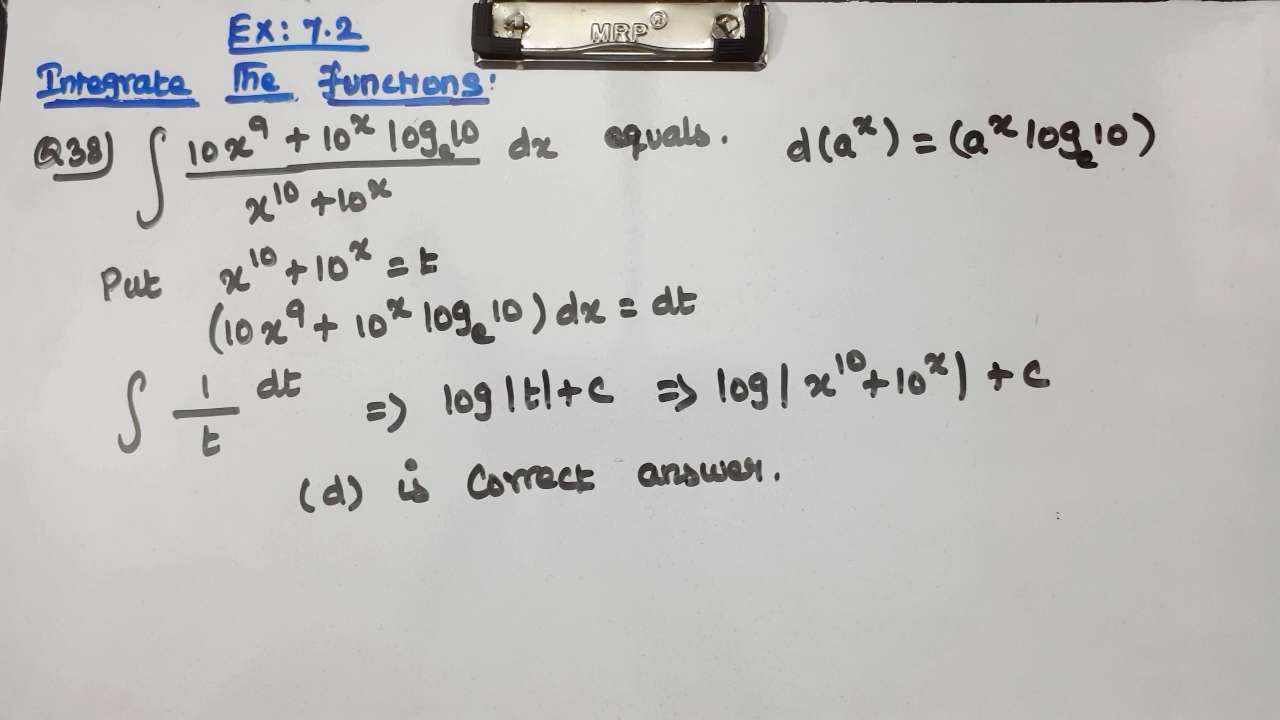 MRP®
Ex: 7.2
Integrate The functions:
Q38) ∫ 10x⁹ + 10ˣ logₑ10 / x¹⁰ + 10ˣ dx equals. d(aˣ) = (aˣ logₑ10)
Put x¹⁰ + 10ˣ = t
(10x⁹ + 10ˣ logₑ10) dx = dt
∫ 1/t dt => log|t| + c => log|x¹⁰ + 10ˣ| + c
(d) is Correct answer.